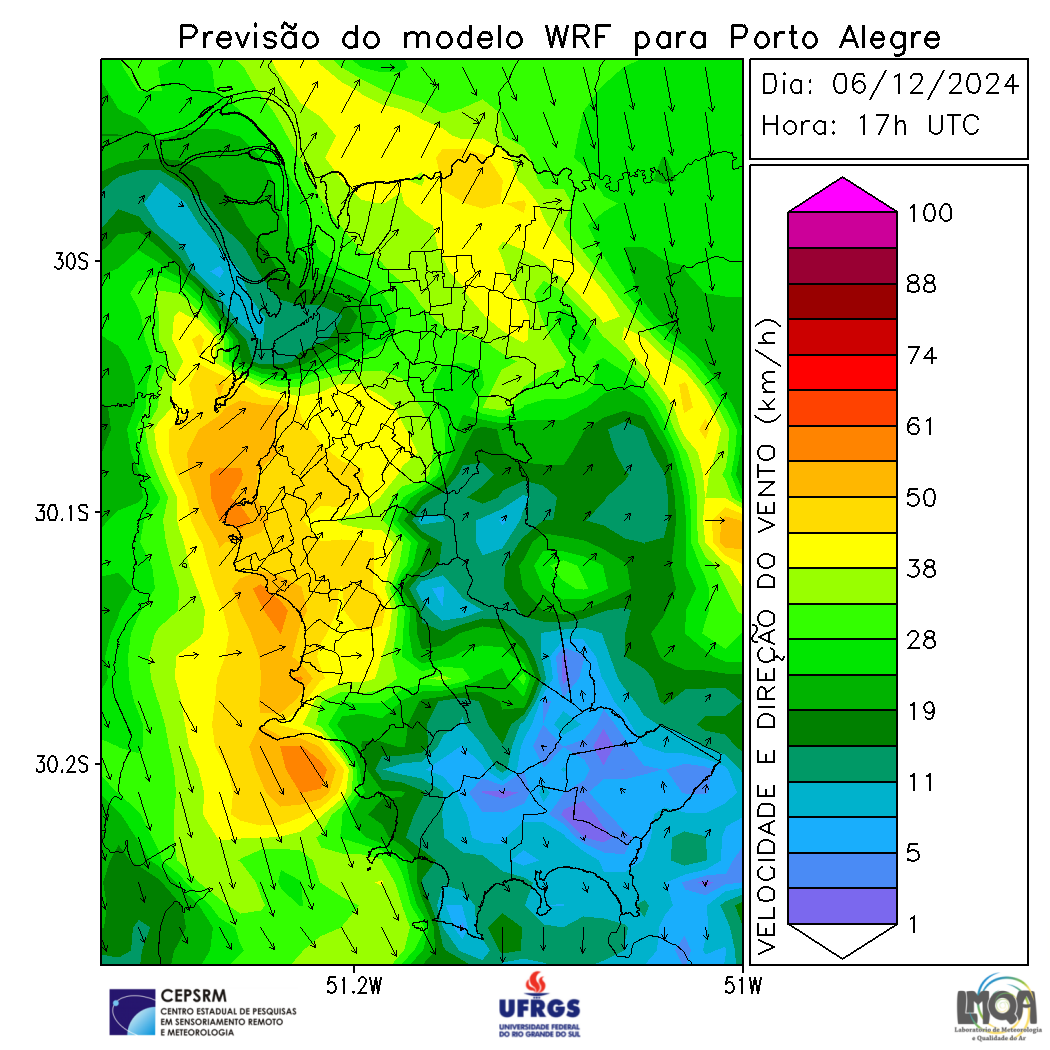 Previsão do modelo WRF para Porto Alegre
Dia: 06/12/2024
Hora: 17h UTC
30S
30.1S
30.2S
51.2W
51W
VELOCIDADE E DIREÇÃO DO VENTO (km/h)
100
88
74
61
50
38
28
19
11
5
1
CEPSRM
CENTRO ESTADUAL DE PESQUISAS
EM SENSORIAMENTO REMOTO
E METEOROLOGIA
UFRGS
UNIVERSIDADE FEDERAL
DO RIO GRANDE DO SUL
LMQA
Laboratório de Meteorologia
e Qualidade do Ar